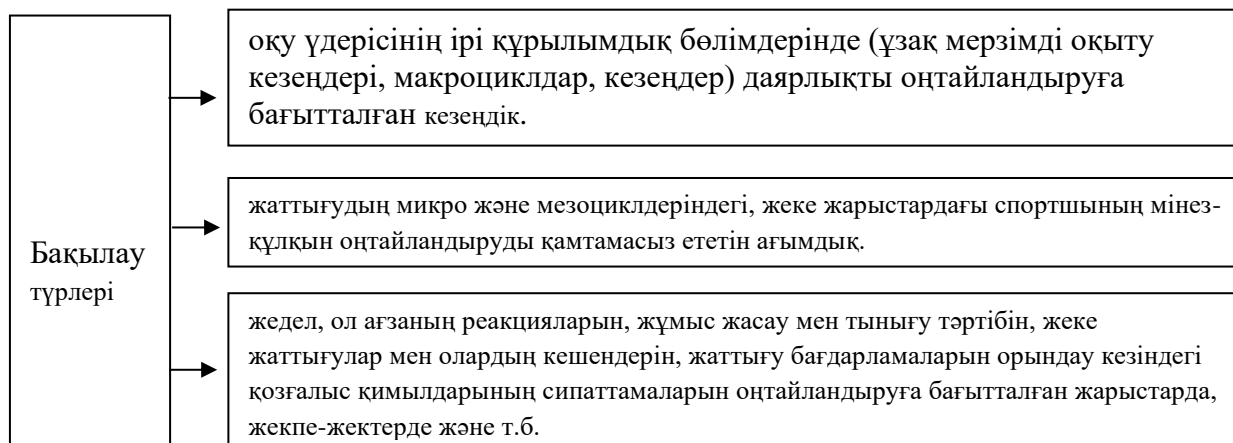 оқу үдерісінің ірі құрылымдық бөлімдерінде (ұзақ мерзімді оқыту
кезеңдері, макроциклдар, кезеңдер) даярлықты оңтайландыруға
бағытталған кезеңдік.
Бақылау
түрлері
жаттығудың микро және мезоциклдеріндегі, жеке жарыстардағы спортшының мінез-
құлқын оңтайландыруды қамтамасыз ететін ағымдық.
жедел, ол ағзаның реакцияларын, жұмыс жасау мен тынығу тәртібін, жеке
жаттығулар мен олардың кешендерін, жаттығу бағдарламаларын орындау кезіндегі
қозғалыс қимылдарының сипаттамаларын оңтайландыруға бағытталған жарыстарда,
жекпе-жектерде және т.б.